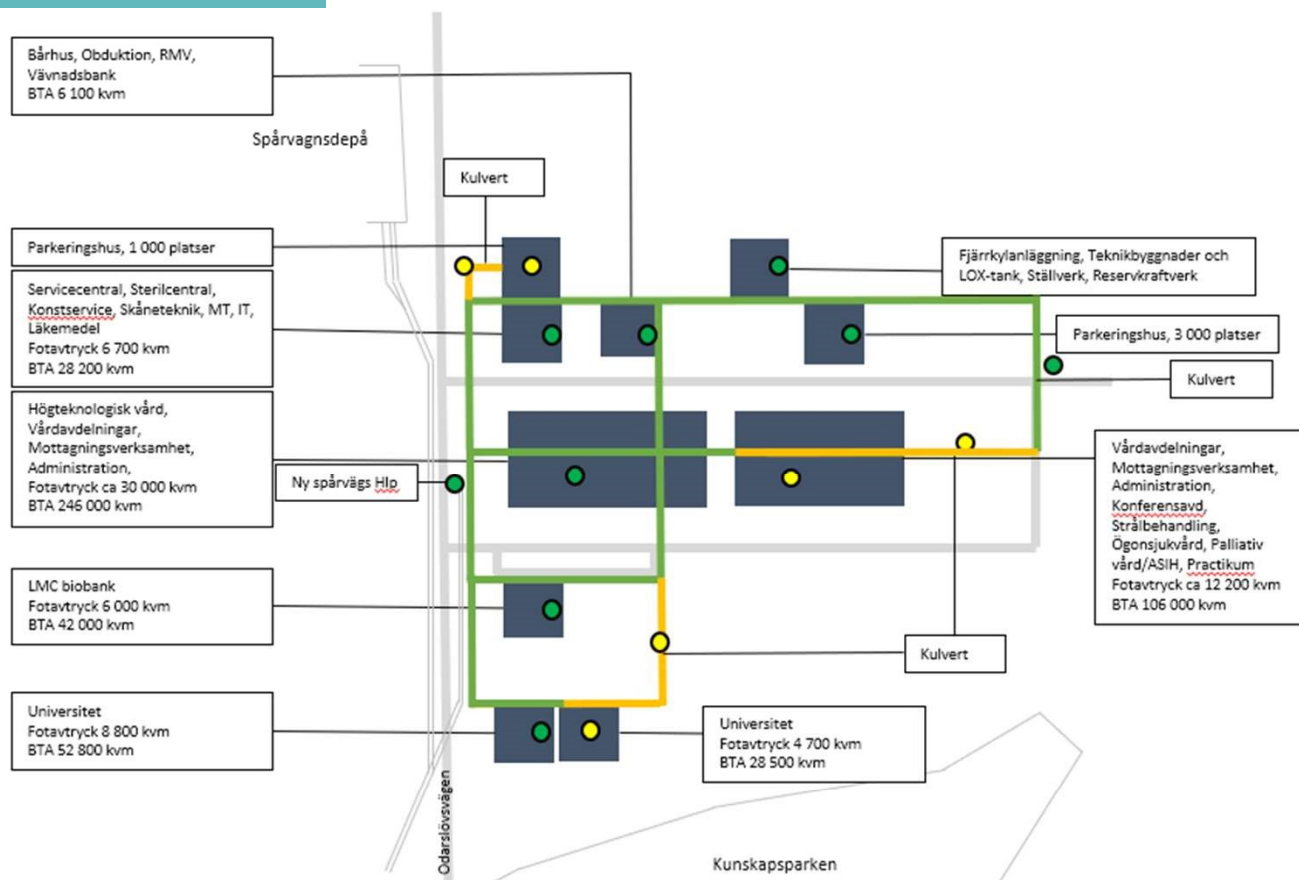 Bårhus, Obduktion, RMV,
Vävnadsbank
BTA 6 100 kvm
Spårvagnsdepå
Kulvert
Parkeringshus, 1 000 platser
Fjärrkylanläggning, Teknikbyggnader och
LOX-tank, Ställverk, Reservkraftverk
Servicecentral, Sterilcentral,
Konstservice, Skåneteknik, MT, IT,
Läkemedel
Fotavtryck 6 700 kvm
BTA 28 200 kvm
Parkeringshus, 3 000 platser
Kulvert
Högteknologisk vård,
Vårdavdelningar,
Mottagningsverksamhet,
Administration,
Fotavtryck ca 30 000 kvm
BTA 246 000 kvm
Ny spårvägs Hlp
Vårdavdelningar,
Mottagningsverksamhet,
Administration,
Konferensavd,
Strålbehandling,
Ögonsjukvård, Palliativ
vård/ASIH, Practikum
Fotavtryck ca 12 200 kvm
BTA 106 000 kvm
LMC biobank
Fotavtryck 6 000 kvm
BTA 42 000 kvm
Kulvert
Universitet
Fotavtryck 8 800 kvm
BTA 52 800 kvm
Universitet
Fotavtryck 4 700 kvm
BTA 28 500 kvm
Odarslövsvägen
Kunskapsparken